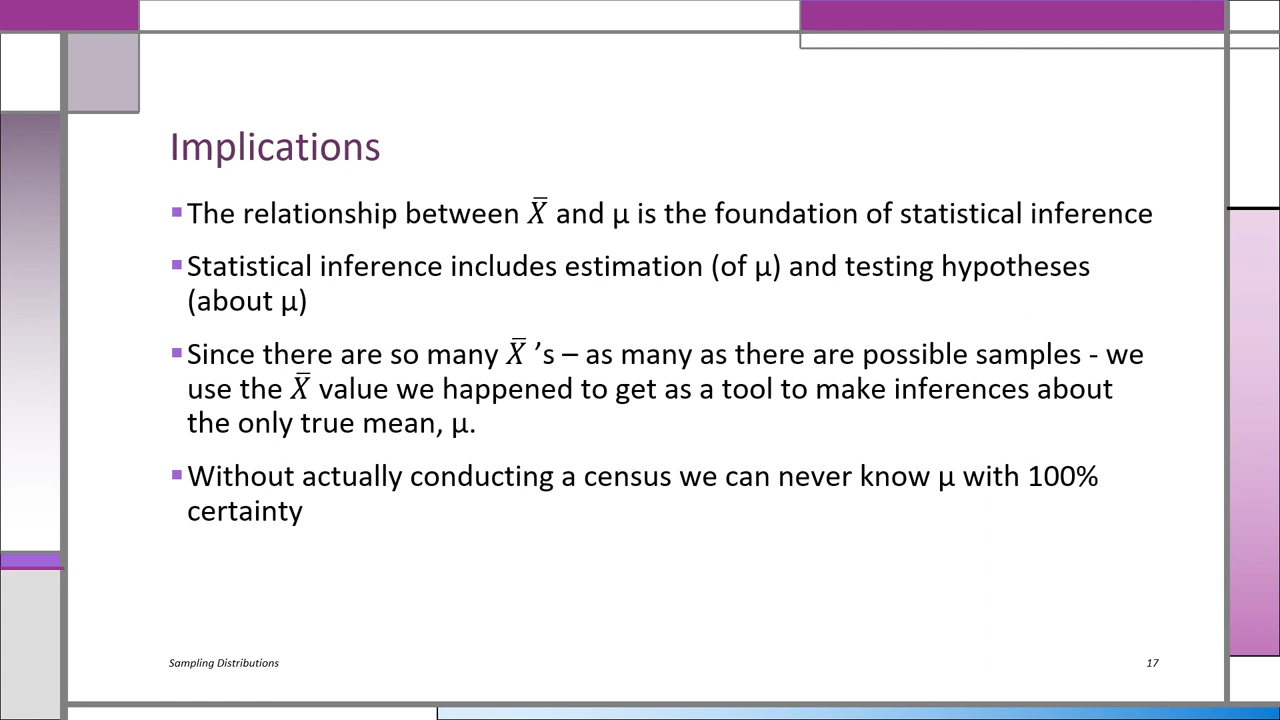 Implications
▪The relationship between X̅ and μ is the foundation of statistical inference
▪Statistical inference includes estimation (of μ) and testing hypotheses
(about μ)
▪Since there are so many X̅ ’s – as many as there are possible samples - we
use the X̅ value we happened to get as a tool to make inferences about
the only true mean, μ.
▪Without actually conducting a census we can never know μ with 100%
certainty
Sampling Distributions
17